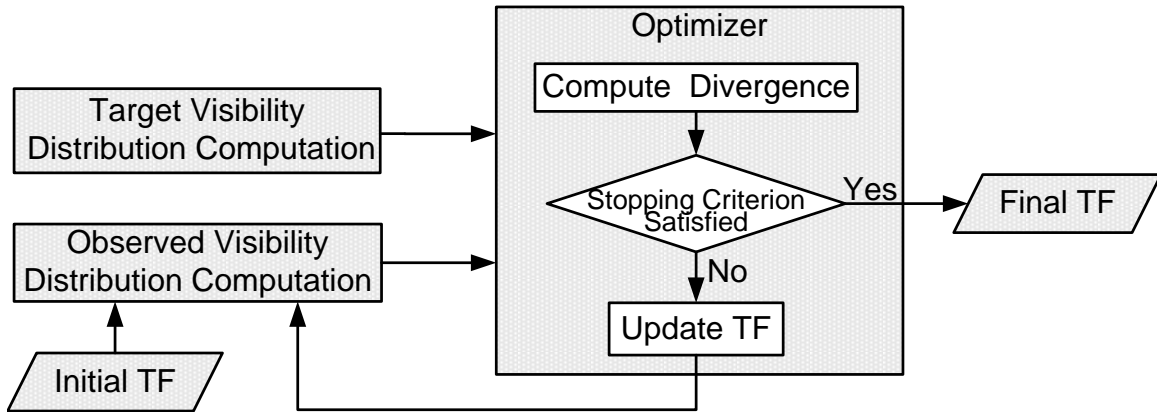 Optimizer
Compute Divergence
Target Visibility
Distribution Computation
Stopping Criterion
Satisfied
Yes
Final TF
Observed Visibility
Distribution Computation
No
Update TF
Initial TF